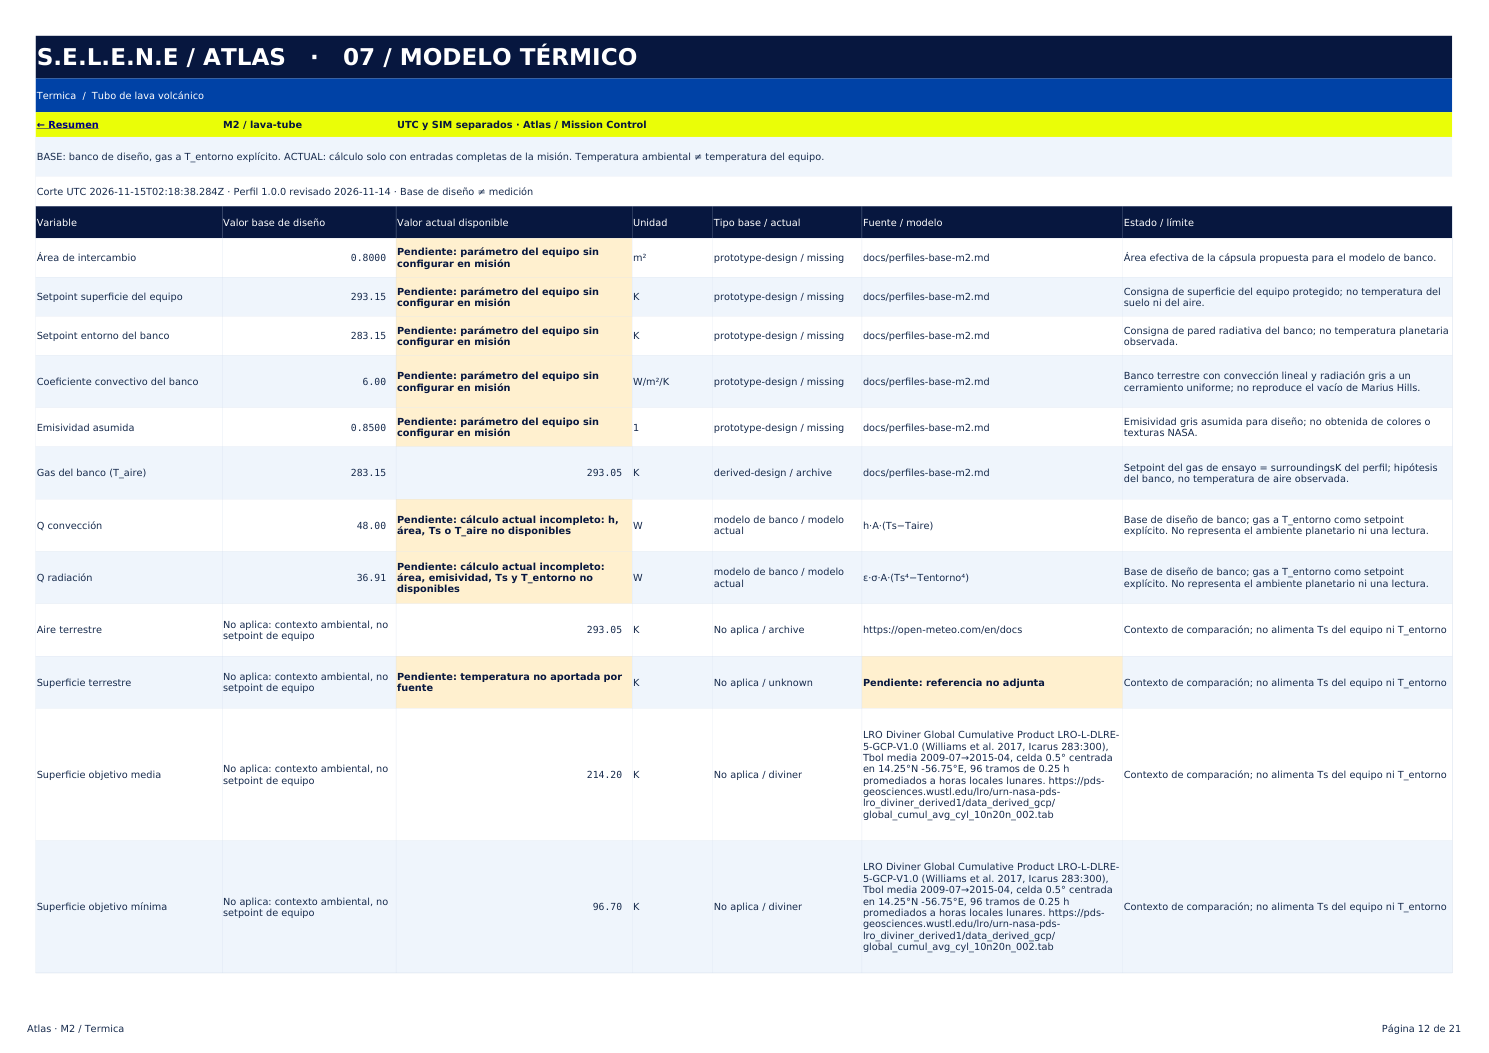 S.E.L.E.N.E / ATLAS · 07 / MODELO TÉRMICO
Termica / Tubo de lava volcánico
← Resumen M2 / lava-tube UTC y SIM separados · Atlas / Mission Control
BASE: banco de diseño, gas a T_entorno explícito. ACTUAL: cálculo solo con entradas completas de la misión. Temperatura ambiental ≠ temperatura del equipo.
Corte UTC 2026-11-15T02:18:38.284Z · Perfil 1.0.0 revisado 2026-11-14 · Base de diseño ≠ medición
Variable Valor base de diseño Valor actual disponible Unidad Tipo base / actual Fuente / modelo Estado / límite
Área de intercambio
0.8000
Pendiente: parámetro del equipo sin
configurar en misión
m²
prototype-design / missing
docs/perfiles-base-m2.md
Área efectiva de la cápsula propuesta para el modelo de banco.
Setpoint superficie del equipo
293.15
Pendiente: parámetro del equipo sin
configurar en misión
K
prototype-design / missing
docs/perfiles-base-m2.md
Consigna de superficie del equipo protegido; no temperatura del
suelo ni del aire.
Setpoint entorno del banco
283.15
Pendiente: parámetro del equipo sin
configurar en misión
K
prototype-design / missing
docs/perfiles-base-m2.md
Consigna de pared radiativa del banco; no temperatura planetaria
observada.
Coeficiente convectivo del banco
6.00
Pendiente: parámetro del equipo sin
configurar en misión
W/m²/K
prototype-design / missing
docs/perfiles-base-m2.md
Banco terrestre con convección lineal y radiación gris a un
cerramiento uniforme; no reproduce el vacío de Marius Hills.
Emisividad asumida
0.8500
Pendiente: parámetro del equipo sin
configurar en misión
1
prototype-design / missing
docs/perfiles-base-m2.md
Emisividad gris asumida para diseño; no obtenida de colores o
texturas NASA.
Gas del banco (T_aire)
283.15
293.05
K
derived-design / archive
docs/perfiles-base-m2.md
Setpoint del gas de ensayo = surroundingsK del perfil; hipótesis
del banco, no temperatura de aire observada.
Q convección
48.00
Pendiente: cálculo actual incompleto: h,
área, Ts o T_aire no disponibles
W
modelo de banco / modelo
actual
h·A·(Ts−Taire)
Base de diseño de banco; gas a T_entorno como setpoint
explícito. No representa el ambiente planetario ni una lectura.
Q radiación
36.91
Pendiente: cálculo actual incompleto:
área, emisividad, Ts y T_entorno no
disponibles
W
modelo de banco / modelo
actual
ε·σ·A·(Ts⁴−Tentorno⁴)
Base de diseño de banco; gas a T_entorno como setpoint
explícito. No representa el ambiente planetario ni una lectura.
Aire terrestre
No aplica: contexto ambiental, no
setpoint de equipo
293.05
K
No aplica / archive
https://open-meteo.com/en/docs
Contexto de comparación; no alimenta Ts del equipo ni T_entorno
Superficie terrestre
No aplica: contexto ambiental, no
setpoint de equipo
Pendiente: temperatura no aportada por
fuente
K
No aplica / unknown
Pendiente: referencia no adjunta
Contexto de comparación; no alimenta Ts del equipo ni T_entorno
Superficie objetivo media
No aplica: contexto ambiental, no
setpoint de equipo
214.20
K
No aplica / diviner
LRO Diviner Global Cumulative Product LRO-L-DLRE-
5-GCP-V1.0 (Williams et al. 2017, Icarus 283:300),
Tbol media 2009-07→2015-04, celda 0.5° centrada
en 14.25°N -56.75°E, 96 tramos de 0.25 h
promediados a horas locales lunares. https://pds-
geosciences.wustl.edu/lro/urn-nasa-pds-
lro_diviner_derived1/data_derived_gcp/
global_cumul_avg_cyl_10n20n_002.tab
Contexto de comparación; no alimenta Ts del equipo ni T_entorno
Superficie objetivo mínima
No aplica: contexto ambiental, no
setpoint de equipo
96.70
K
No aplica / diviner
LRO Diviner Global Cumulative Product LRO-L-DLRE-
5-GCP-V1.0 (Williams et al. 2017, Icarus 283:300),
Tbol media 2009-07→2015-04, celda 0.5° centrada
en 14.25°N -56.75°E, 96 tramos de 0.25 h
promediados a horas locales lunares. https://pds-
geosciences.wustl.edu/lro/urn-nasa-pds-
lro_diviner_derived1/data_derived_gcp/
global_cumul_avg_cyl_10n20n_002.tab
Contexto de comparación; no alimenta Ts del equipo ni T_entorno
Atlas · M2 / Termica
Página 12 de 21